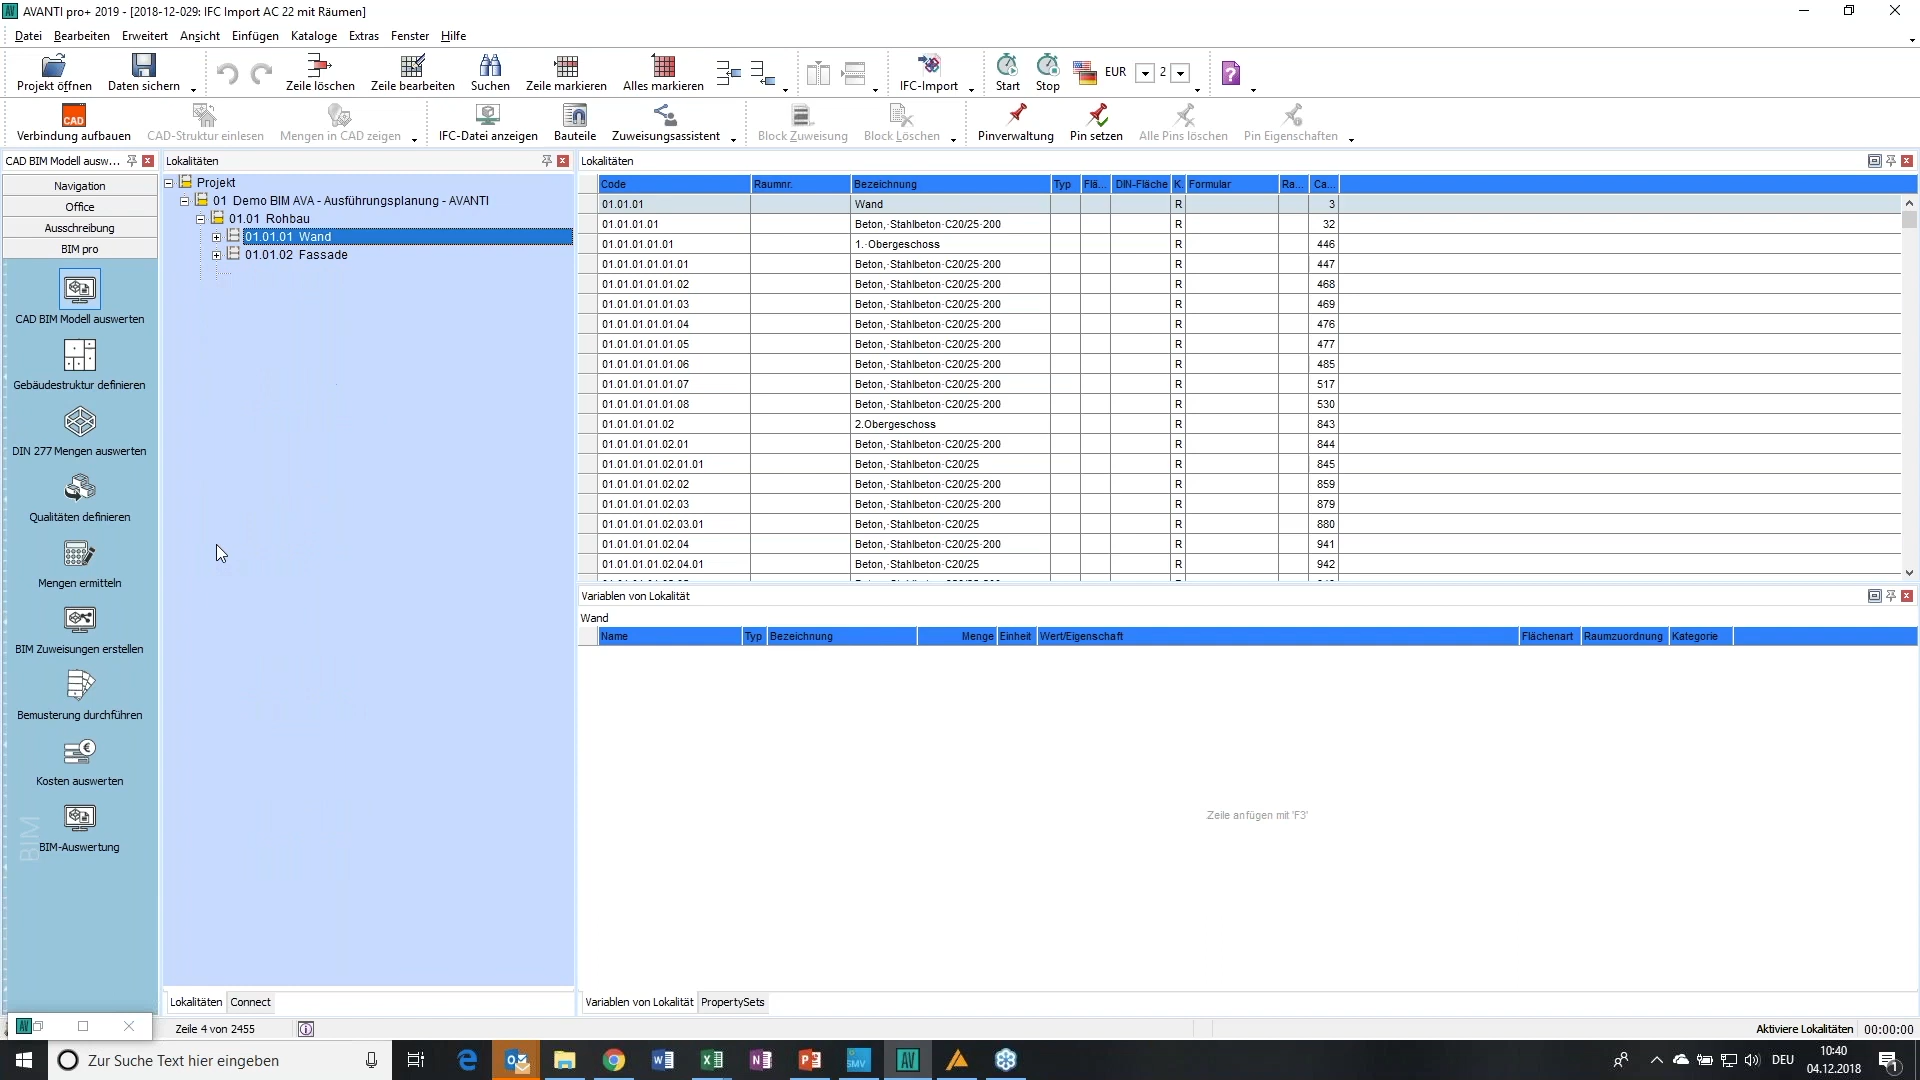 AVANTI pro+ 2019 - [2018-12-029: IFC Import AC 22 mit Räumen]
Datei Bearbeiten Erweitert Ansicht Einfügen Kataloge Extras Fenster Hilfe
Projekt öffnen Daten sichern Zeile löschen Zeile bearbeiten Suchen Zeile markieren Alles markieren IFC-Import Start Stop EUR 2
CAD
Verbindung aufbauen CAD-Struktur einlesen Mengen in CAD zeigen IFC-Datei anzeigen Bauteile Zuweisungsassistent Block Zuweisung Block Löschen Pinverwaltung Pin setzen Alle Pins löschen Pin Eigenschaften
CAD BIM Modell ausw...
Navigation
Office
Ausschreibung
BIM pro
CAD BIM Modell auswerten
Gebäudestruktur definieren
DIN 277 Mengen auswerten
Qualitäten definieren
Mengen ermitteln
BIM Zuweisungen erstellen
Bemusterung durchführen
Kosten auswerten
BIM-Auswertung
BIM
Lokalitäten
Projekt
01 Demo BIM AVA - Ausführungsplanung - AVANTI
01.01 Rohbau
01.01.01 Wand
01.01.02 Fassade
Lokalitäten Connect
Lokalitäten
Code Raumnr. Bezeichnung Typ Flä... DIN-Fläche K. Formular Ra... Ca...
01.01.01 Wand R 3
01.01.01.01 Beton,·Stahlbeton·C20/25·200 R 32
01.01.01.01.01 1.·Obergeschoss R 446
01.01.01.01.01.01 Beton,·Stahlbeton·C20/25·200 R 447
01.01.01.01.01.02 Beton,·Stahlbeton·C20/25·200 R 468
01.01.01.01.01.03 Beton,·Stahlbeton·C20/25·200 R 469
01.01.01.01.01.04 Beton,·Stahlbeton·C20/25·200 R 476
01.01.01.01.01.05 Beton,·Stahlbeton·C20/25·200 R 477
01.01.01.01.01.06 Beton,·Stahlbeton·C20/25·200 R 485
01.01.01.01.01.07 Beton,·Stahlbeton·C20/25·200 R 517
01.01.01.01.01.08 Beton,·Stahlbeton·C20/25·200 R 530
01.01.01.01.02 2.Obergeschoss R 843
01.01.01.01.02.01 Beton,·Stahlbeton·C20/25·200 R 844
01.01.01.01.02.01.01 Beton,·Stahlbeton·C20/25 R 845
01.01.01.01.02.02 Beton,·Stahlbeton·C20/25·200 R 859
01.01.01.01.02.03 Beton,·Stahlbeton·C20/25·200 R 879
01.01.01.01.02.03.01 Beton,·Stahlbeton·C20/25 R 880
01.01.01.01.02.04 Beton,·Stahlbeton·C20/25·200 R 941
01.01.01.01.02.04.01 Beton,·Stahlbeton·C20/25 R 942
Variablen von Lokalität
Wand
Name Typ Bezeichnung Menge Einheit Wert/Eigenschaft Flächenart Raumzuordnung Kategorie
Zeile anfügen mit 'F3'
Variablen von Lokalität PropertySets
AV
Zeile 4 von 2455
Aktiviere Lokalitäten 00:00:00
Zur Suche Text hier eingeben
SMV
AV
DEU
10:40
04.12.2018
1